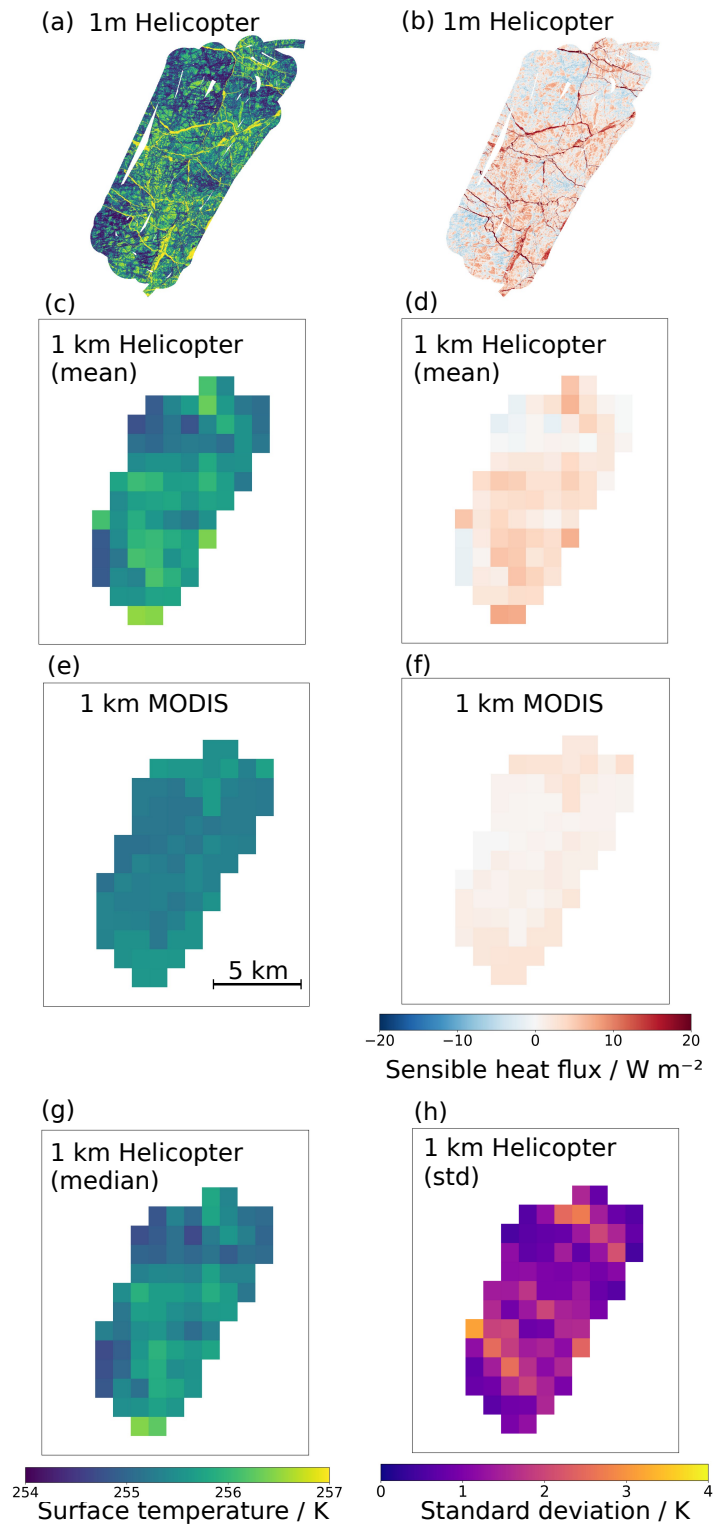 (a) 1m Helicopter
(b) 1m Helicopter
(c)
1 km Helicopter
(mean)
(d)
1 km Helicopter
(mean)
(e)
1 km MODIS
5 km
(f)
1 km MODIS
−20 −10 0 10 20
Sensible heat flux / W m⁻²
(g)
1 km Helicopter
(median)
254 255 256 257
Surface temperature / K
(h)
1 km Helicopter
(std)
0 1 2 3 4
Standard deviation / K